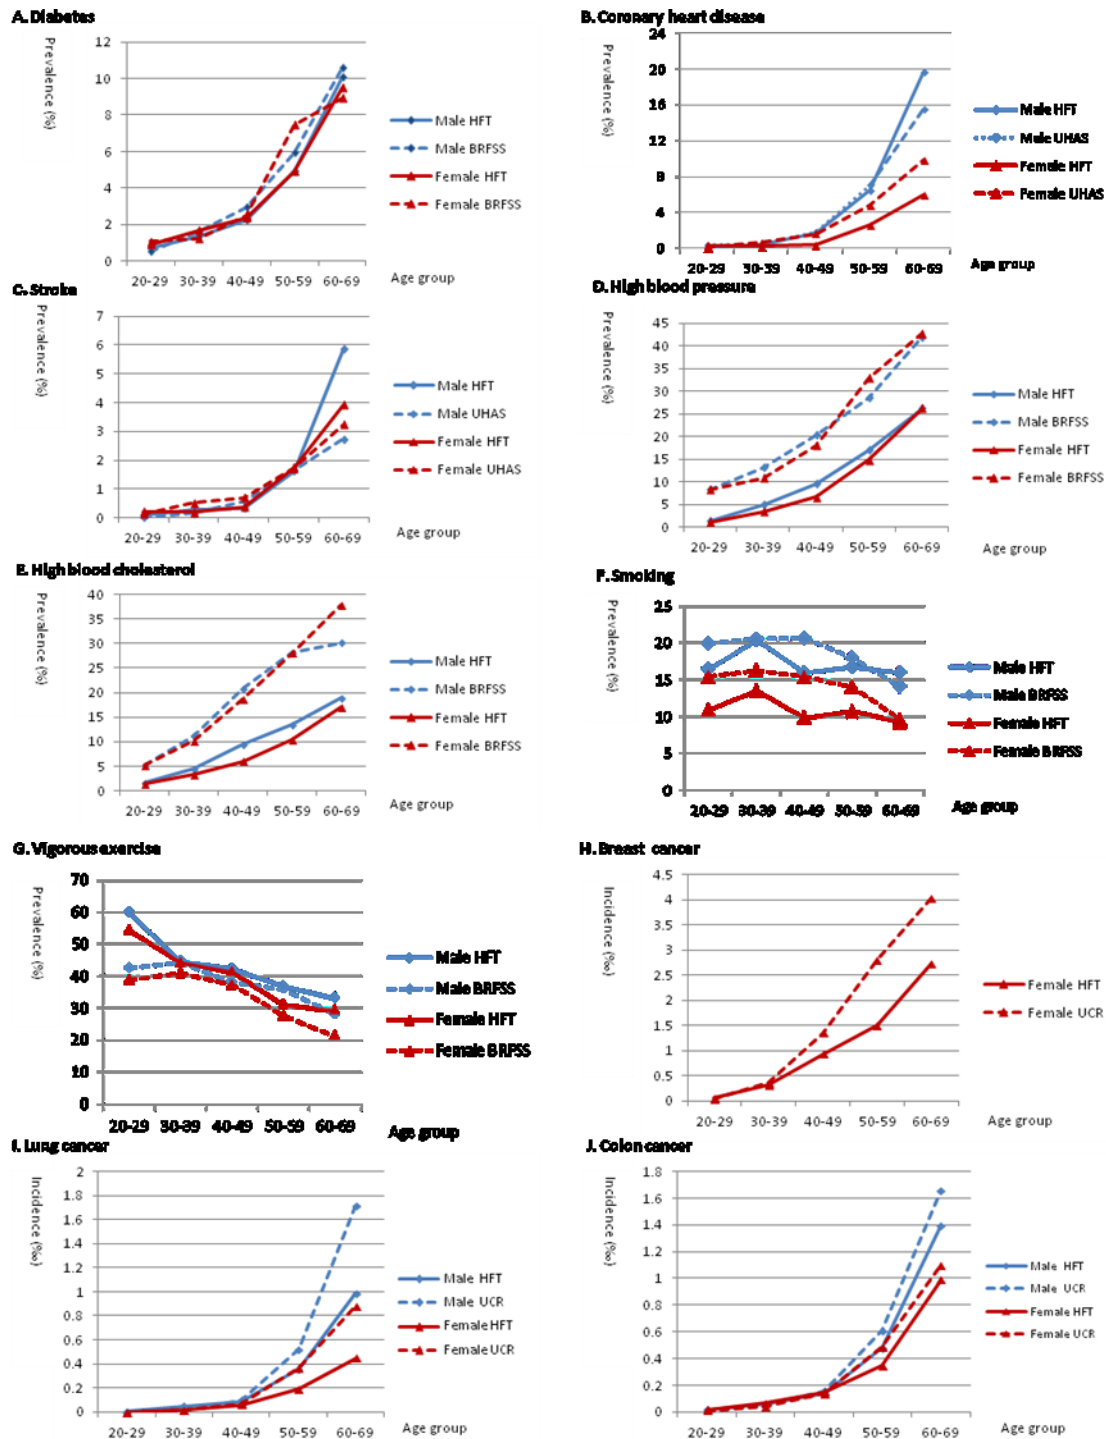 A. Diabetes
Prevalence (%)
12
10
8
6
4
2
0
20-29 30-39 40-49 50-59 60-69
Age group
Male HFT
Male BRFSS
Female HFT
Female BRFSS
B. Coronary heart disease
Prevalence (%)
24
20
16
12
8
4
0
20-29 30-39 40-49 50-59 60-69
Age group
Male HFT
Male UHAS
Female HFT
Female UHAS
C. Stroke
Prevalence (%)
7
6
5
4
3
2
1
0
20-29 30-39 40-49 50-59 60-69
Age group
Male HFT
Male UHAS
Female HFT
Female UHAS
D. High blood pressure
Prevalence (%)
45
40
35
30
25
20
15
10
5
0
20-29 30-39 40-49 50-59 60-69
Age group
Male HFT
Male BRFSS
Female HFT
Female BRFSS
E. High blood cholesterol
Prevalence (%)
40
35
30
25
20
15
10
5
0
20-29 30-39 40-49 50-59 60-69
Age group
Male HFT
Male BRFSS
Female HFT
Female BRFSS
F. Smoking
Prevalence (%)
25
20
15
10
5
0
20-29 30-39 40-49 50-59 60-69
Age group
Male HFT
Male BRFSS
Female HFT
Female BRFSS
G. Vigorous exercise
Prevalence (%)
70
60
50
40
30
20
10
0
20-29 30-39 40-49 50-59 60-69
Age group
Male HFT
Male BRFSS
Female HFT
Female BRFSS
H. Breast cancer
Incidence (‰)
4.5
4
3.5
3
2.5
2
1.5
1
0.5
0
20-29 30-39 40-49 50-59 60-69
Age group
Female HFT
Female UCR
I. Lung cancer
Incidence (‰)
2
1.8
1.6
1.4
1.2
1
0.8
0.6
0.4
0.2
0
20-29 30-39 40-49 50-59 60-69
Age group
Male HFT
Male UCR
Female HFT
Female UCR
J. Colon cancer
Incidence (‰)
1.8
1.6
1.4
1.2
1
0.8
0.6
0.4
0.2
0
20-29 30-39 40-49 50-59 60-69
Age group
Male HFT
Male UCR
Female HFT
Female UCR